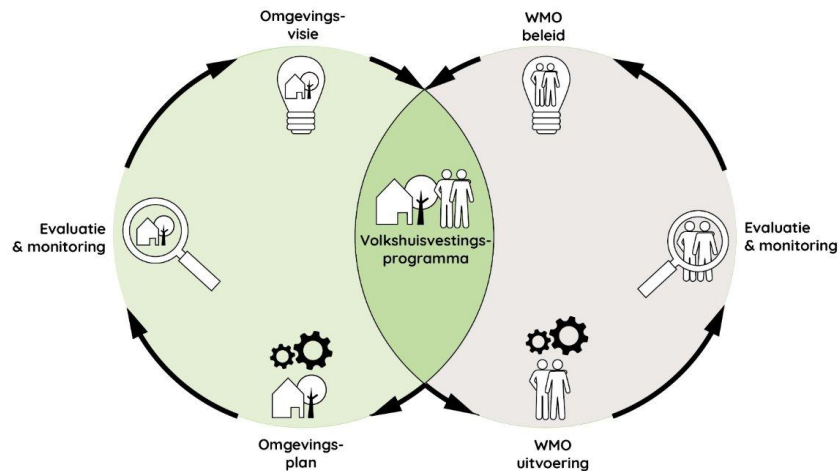 Omgevings-
visie
WMO
beleid
Evaluatie
& monitoring
Volkshuisvestings-
programma
Evaluatie
& monitoring
Omgevings-
plan
WMO
uitvoering